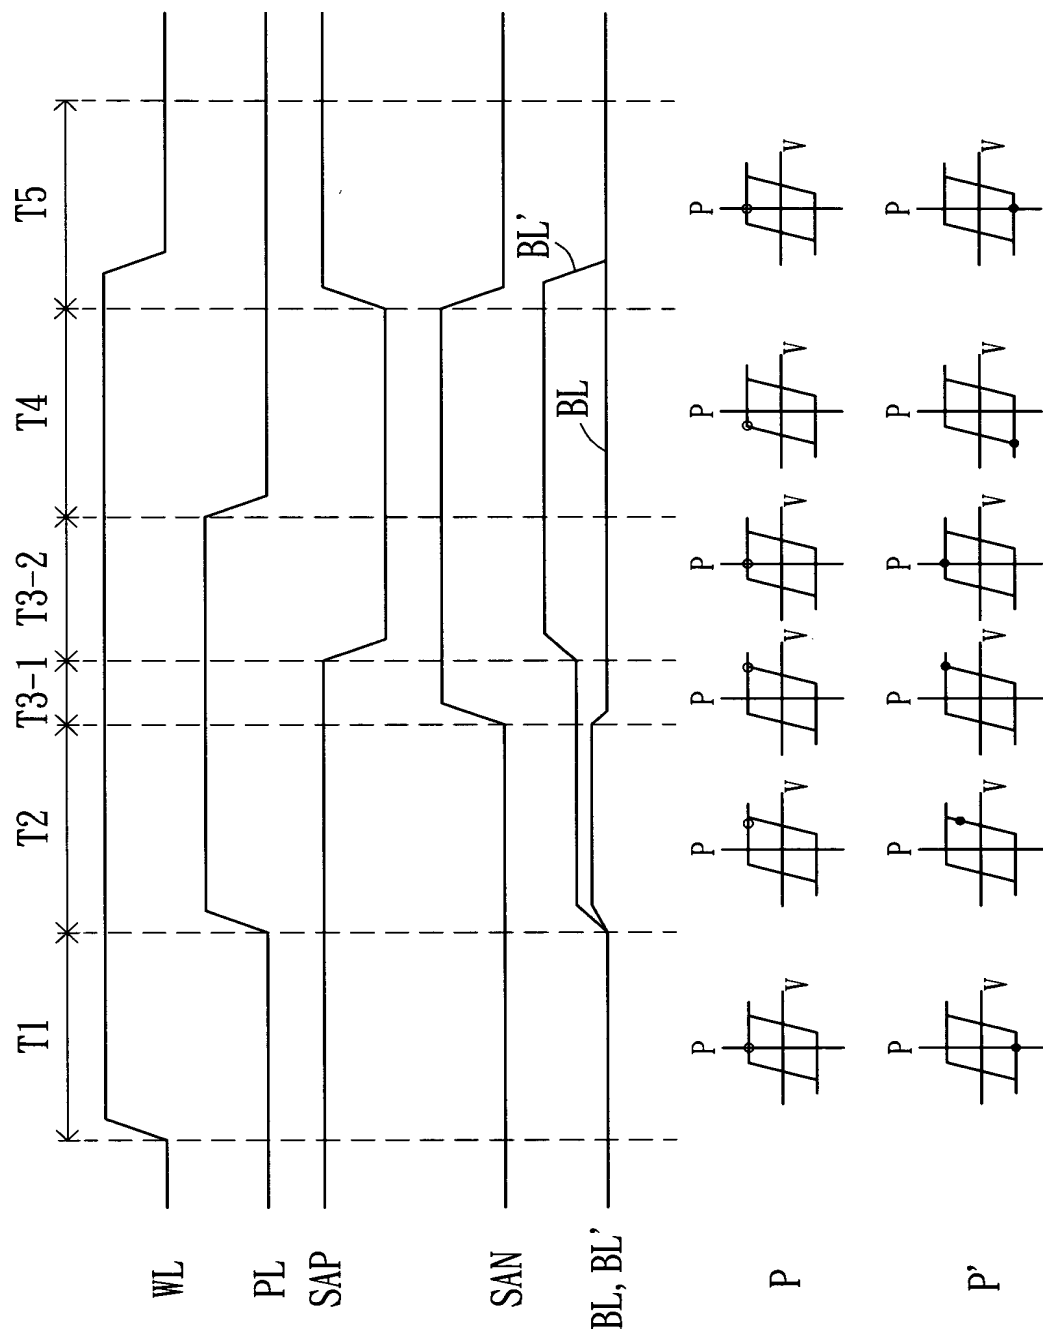 T1 T2 T3-1 T3-2 T4 T5
WL
PL
SAP
SAN
BL, BL'
BL
BL'
P
P V P V P V P V P V P V
P'
P V P V P V P V P V P V